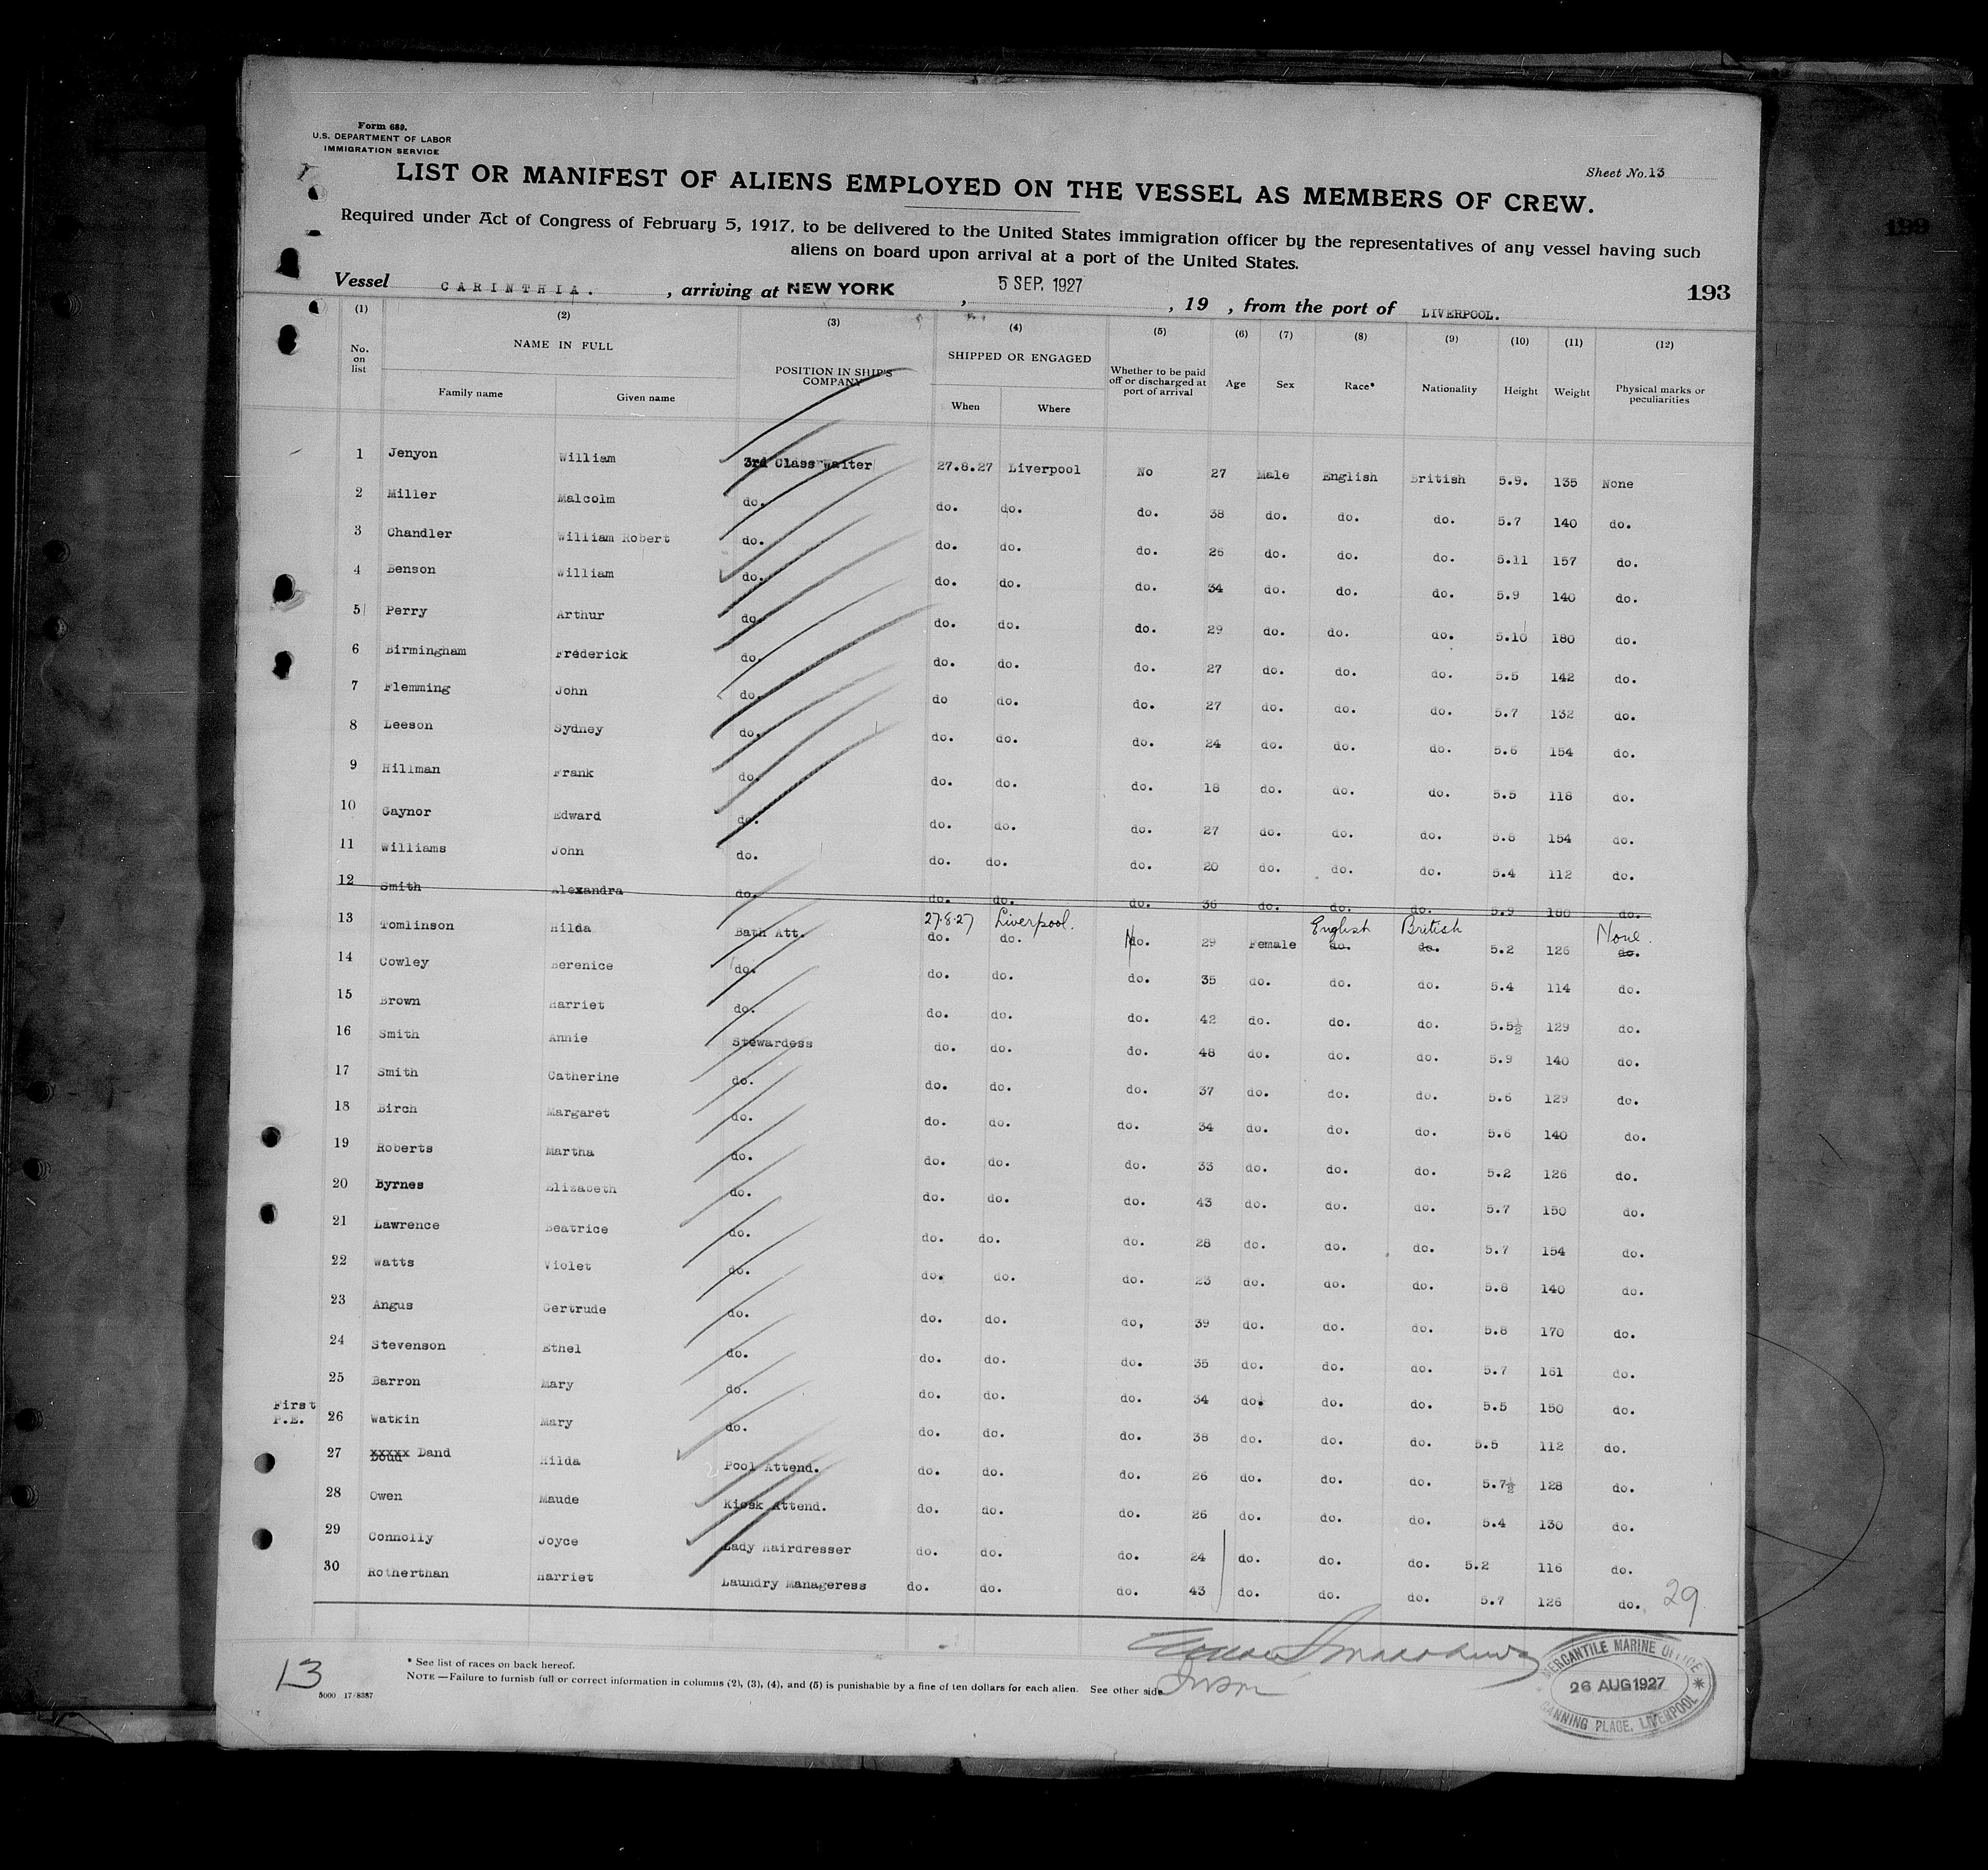 Form 689.
U.S. DEPARTMENT OF LABOR
IMMIGRATION SERVICE
Sheet No. 13
LIST OR MANIFEST OF ALIENS EMPLOYED ON THE VESSEL AS MEMBERS OF CREW.
Required under Act of Congress of February 5, 1917, to be delivered to the United States immigration officer by the representatives of any vessel having such
aliens on board upon arrival at a port of the United States.
199
Vessel CARINTHIA. , arriving at NEW YORK , 5 SEP. 1927 , 19 , from the port of LIVERPOOL. 193
(1) (2) (3) (4) (5) (6) (7) (8) (9) (10) (11) (12)
No. on list NAME IN FULL Family name Given name POSITION IN SHIP'S COMPANY SHIPPED OR ENGAGED When Where Whether to be paid off or discharged at port of arrival Age Sex Race* Nationality Height Weight Physical marks or peculiarities
1 Jenyon William 3rd Class Waiter 27.8.27 Liverpool No 27 Male English British 5.9. 135 None
2 Miller Malcolm do. do. do. do. 38 do. do. do. 5.7 140 do.
3 Chandler William Robert do. do. do. do. 26 do. do. do. 5.11 157 do.
4 Benson William do. do. do. do. 34 do. do. do. 5.9 140 do.
5 Perry Arthur do. do. do. do. 29 do. do. do. 5.10 180 do.
6 Birmingham Frederick do. do. do. do. 27 do. do. do. 5.5 142 do.
7 Flemming John do. do do. do. 27 do. do. do. 5.7 132 do.
8 Leeson Sydney do. do. do. do. 24 do. do. do. 5.6 154 do.
9 Hillman Frank do. do. do. do. 18 do. do. do. 5.5 118 do.
10 Gaynor Edward do. do. do. do. 27 do. do. do. 5.8 154 do.
11 Williams John do. do. do. do. 20 do. do. do. 5.4 112 do.
12 Smith Alexandra do. do. do. do. 36 do. do. do. 5.9 180 do.
27.8.27 Liverpool. English British None.
13 Tomlinson Hilda Bath Att. do. do. No. 29 Female do. do. 5.2 126 do.
14 Cowley Berenice do. do. do. do. 35 do. do. do. 5.4 114 do.
15 Brown Harriet do. do. do. do. 42 do. do. do. 5.5½ 129 do.
16 Smith Annie Stewardess do. do. do. 48 do. do. do. 5.9 140 do.
17 Smith Catherine do. do. do. do. 37 do. do. do. 5.6 129 do.
18 Birch Margaret do. do. do. do. 34 do. do. do. 5.6 140 do.
19 Roberts Martha do. do. do. do. 33 do. do. do. 5.2 126 do.
20 Byrnes Elizabeth do. do. do. do. 43 do. do. do. 5.7 150 do.
21 Lawrence Beatrice do. do. do. do. 28 do. do. do. 5.7 154 do.
22 Watts Violet do. do. do. do. 23 do. do. do. 5.8 140 do.
23 Angus Gertrude do. do. do. do, 39 do. do. do. 5.8 170 do.
24 Stevenson Ethel do. do. do. do. 35 do. do. do. 5.7 161 do.
25 Barron Mary do. do. do. do. 34 do. do. do. 5.5 150 do.
First P.E. 26 Watkin Mary do. do. do. do. 38 do. do. do. 5.5 112 do.
27 xxxxx Doud Dand Hilda Pool Attend. do. do. do. 26 do. do. do. 5.7½ 128 do.
28 Owen Maude Kiosk Attend. do. do. do. 26 do. do. do. 5.4 130 do.
29 Connolly Joyce Lady Hairdresser do. do. do. 24 do. do. do. 5.2 116 do.
30 Rotherthan Harriet Laundry Manageress do. do. do. 43 do. do. do. 5.7 126 do. 29
* See list of races on back hereof.
NOTE—Failure to furnish full or correct information in columns (2), (3), (4), and (5) is punishable by a fine of ten dollars for each alien. See other side.
13
5000 17/8387
MERCANTILE MARINE OFFICE
26 AUG 1927
CANNING PLACE, LIVERPOOL